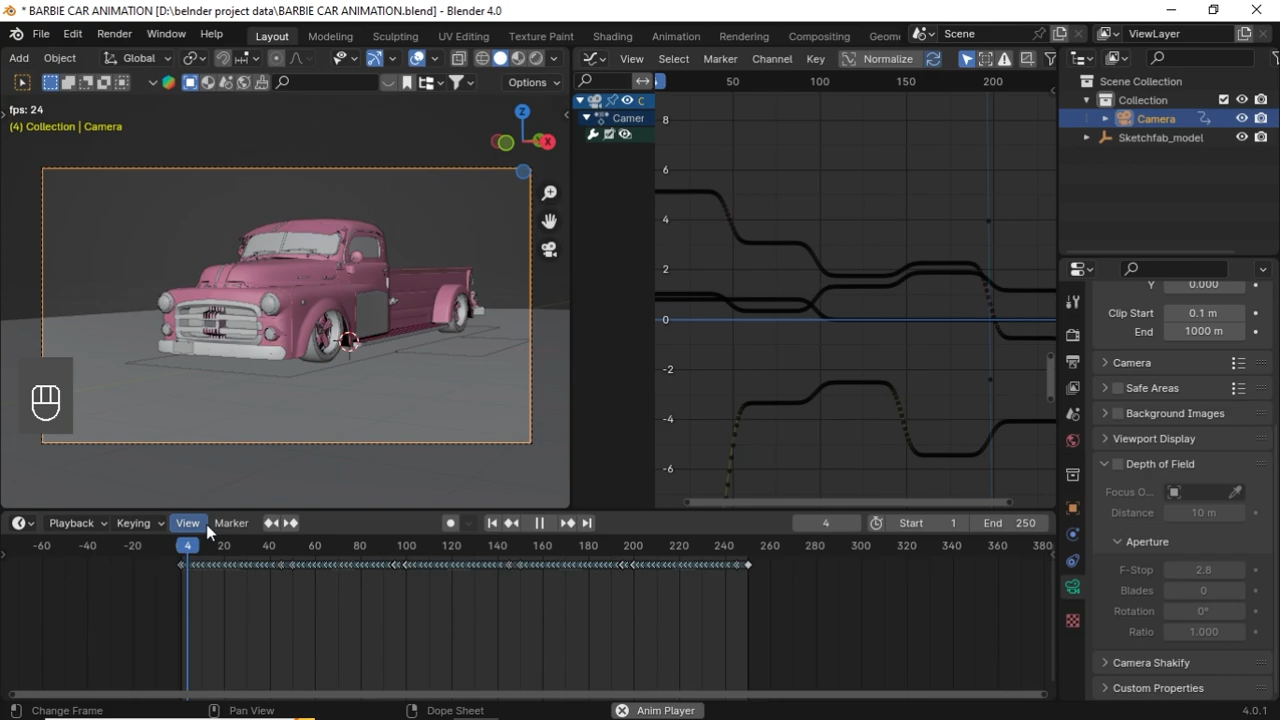 * BARBIE CAR ANIMATION [D:\belnder project data\BARBIE CAR ANIMATION.blend] - Blender 4.0
File Edit Render Window Help Layout Modeling Sculpting UV Editing Texture Paint Shading Animation Rendering Compositing Geom Scene ViewLayer
Add Object Global
View Select Marker Channel Key Normalize
Options
fps: 24
(4) Collection | Camera
Z
X
50 100 150 200
C
Camer
8
6
4
2
0
-2
-4
-6
Scene Collection
Collection
Camera
Sketchfab_model
Y 0.000
Clip Start 0.1 m
End 1000 m
Camera
Safe Areas
Background Images
Viewport Display
Depth of Field
Focus O...
Distance 10 m
Aperture
F-Stop 2.8
Blades 0
Rotation 0°
Ratio 1.000
Camera Shakify
Custom Properties
Playback Keying View Marker 4 Start 1 End 250
-60 -40 -20 4 20 40 60 80 100 120 140 160 180 200 220 240 260 280 300 320 340 360 380
Change Frame Pan View Dope Sheet Anim Player 4.0.1